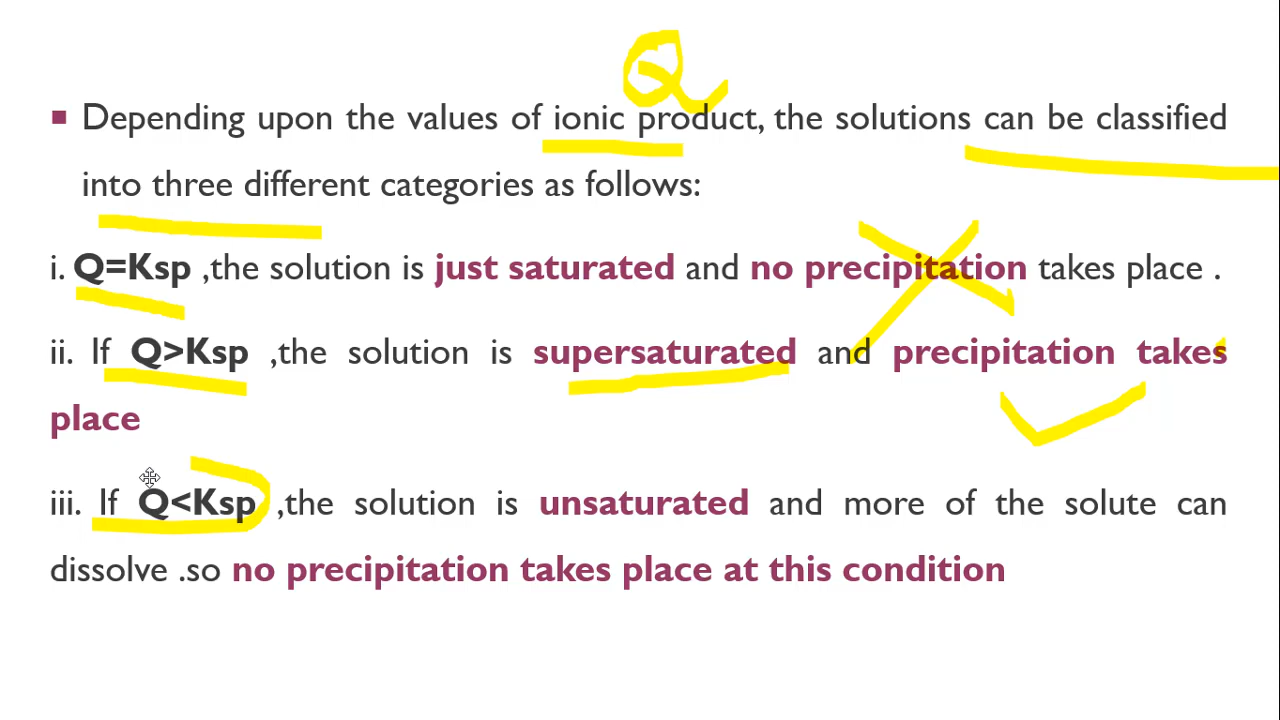 Q
Depending upon the values of ionic product, the solutions can be classified
into three different categories as follows:
i. Q=Ksp ,the solution is just saturated and no precipitation takes place .
ii. If Q>Ksp ,the solution is supersaturated and precipitation takes
place
iii. If Q<Ksp ,the solution is unsaturated and more of the solute can
dissolve .so no precipitation takes place at this condition